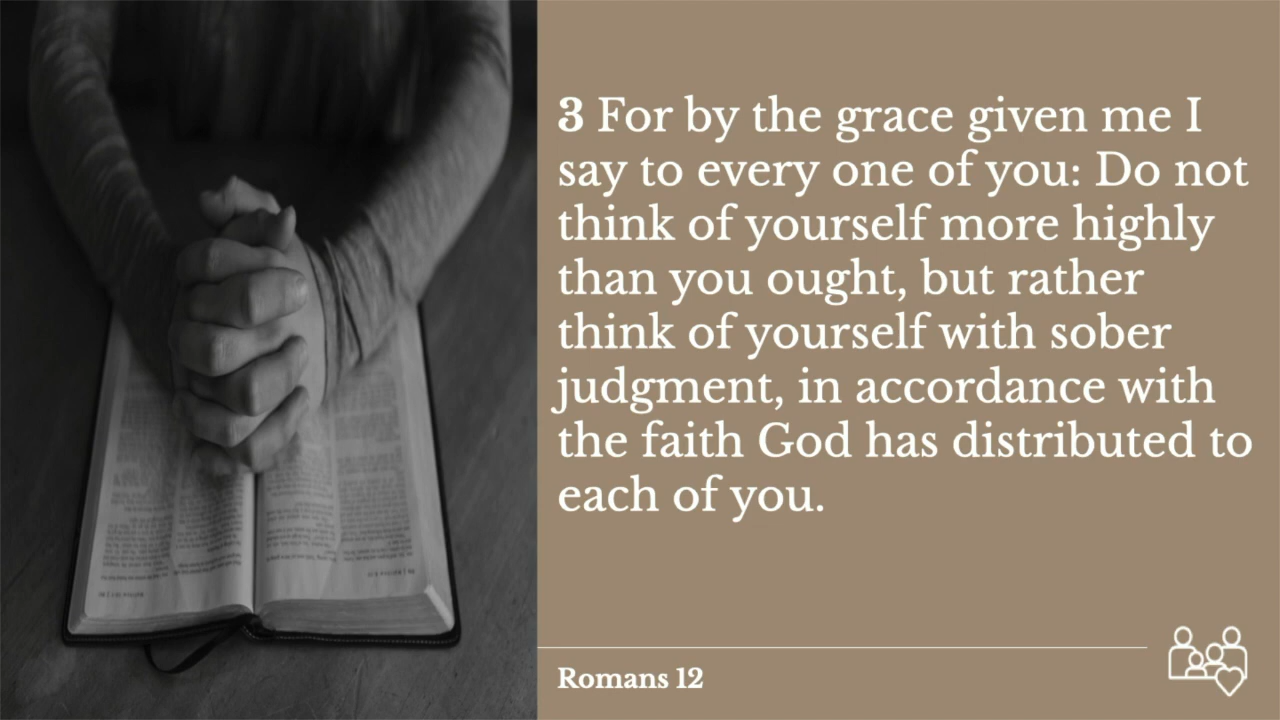 3 For by the grace given me I
say to every one of you: Do not
think of yourself more highly
than you ought, but rather
think of yourself with sober
judgment, in accordance with
the faith God has distributed to
each of you.
Romans 12